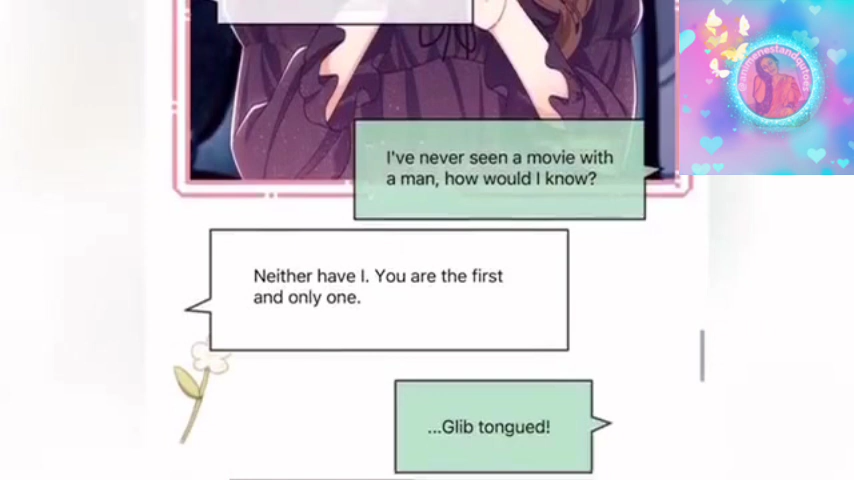 @animenestandqutoes
I've never seen a movie with
a man, how would I know?
Neither have I. You are the first
and only one.
...Glib tongued!